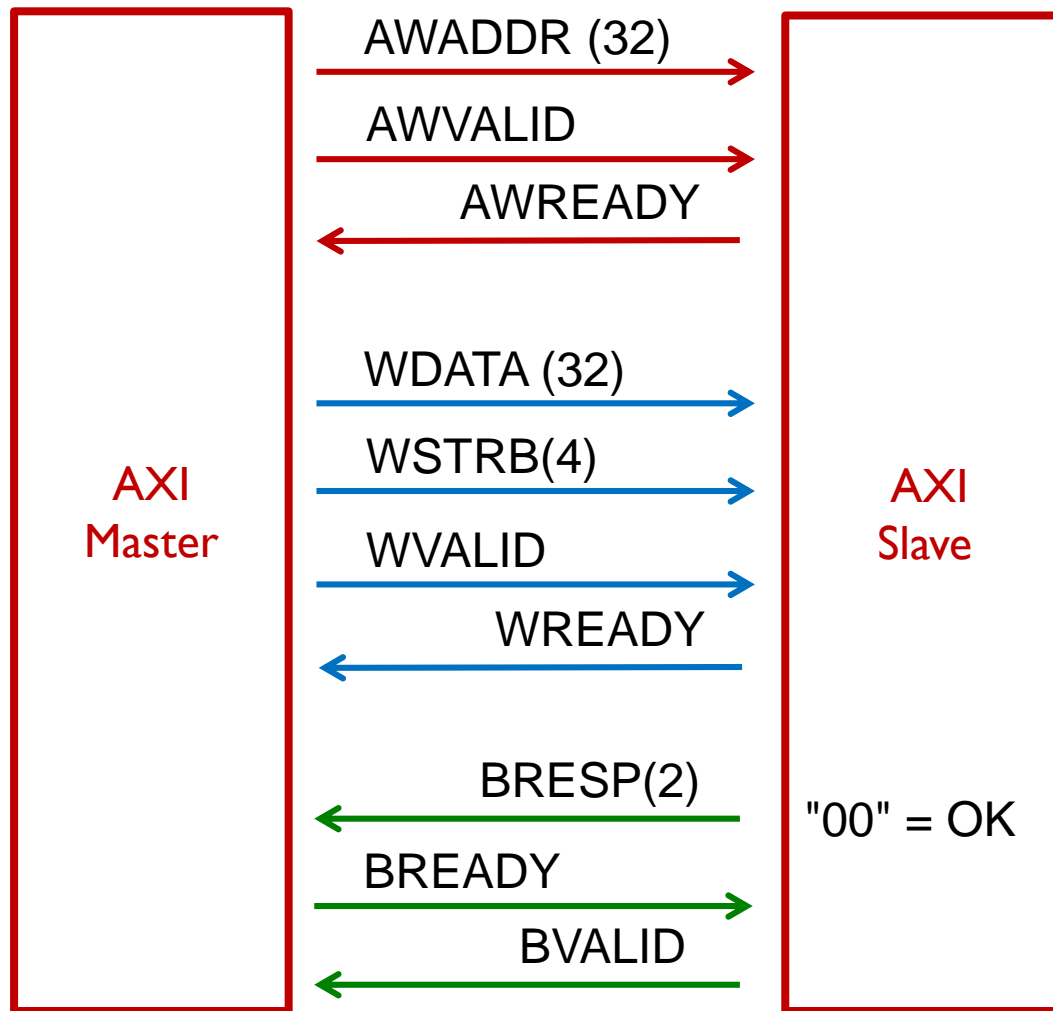 AWADDR (32)
AWVALID
AWREADY
WDATA (32)
WSTRB(4)
AXI
Master
AXI
Slave
WVALID
WREADY
BRESP(2)
"00" = OK
BREADY
BVALID